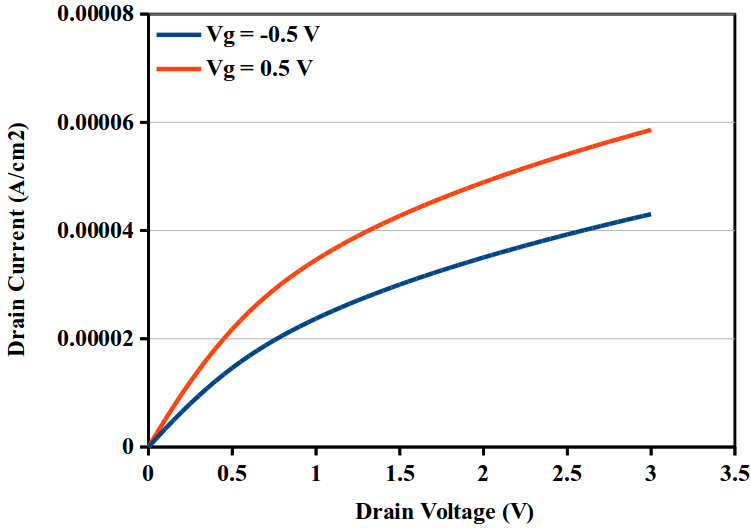 0.00008
Vg = -0.5 V
Vg = 0.5 V
0.00006
0.00004
0.00002
0
Drain Current (A/cm2)
0 0.5 1 1.5 2 2.5 3 3.5
Drain Voltage (V)